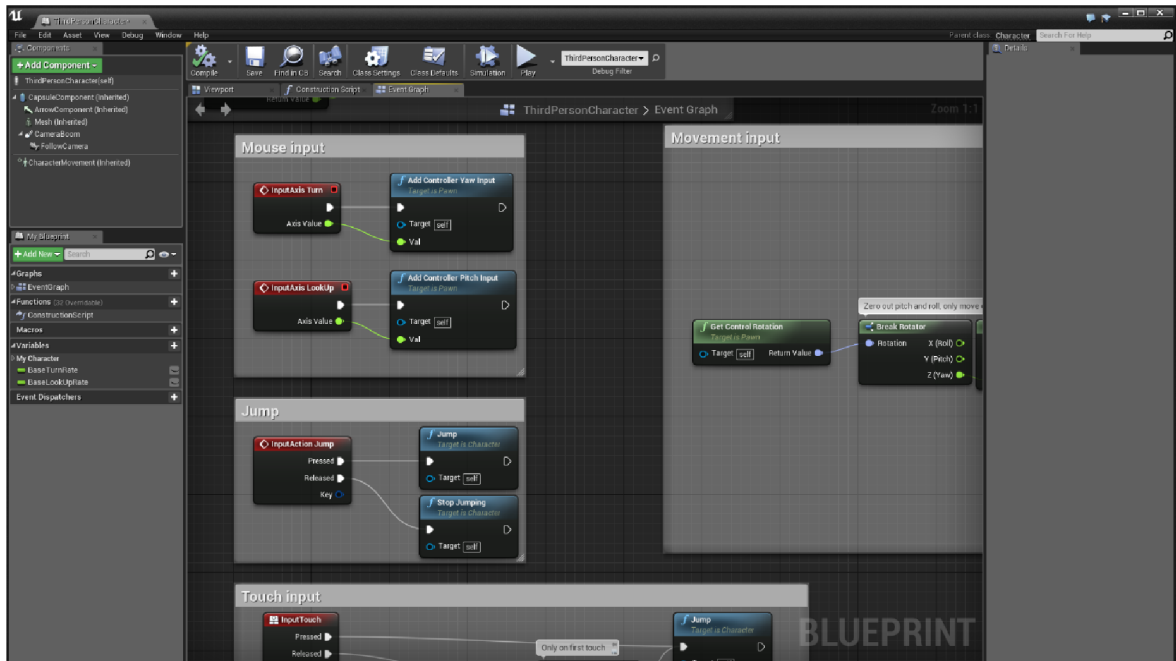 ThirdPersonCharacter
File Edit Asset View Debug Window Help
Parent class: Character
Search For Help
Components
+Add Component
ThirdPersonCharacter(self)
CapsuleComponent (Inherited)
ArrowComponent (Inherited)
Mesh (Inherited)
CameraBoom
FollowCamera
CharacterMovement (Inherited)
My Blueprint
+Add New
Search
Graphs
EventGraph
Functions (32 Overridable)
ConstructionScript
Macros
Variables
My Character
BaseTurnRate
BaseLookUpRate
Event Dispatchers
Compile Save Find in CB Search Class Settings Class Defaults Simulation Play
ThirdPersonCharacter
Debug Filter
Viewport Construction Script Event Graph
Return Value
ThirdPersonCharacter > Event Graph
Zoom 1:1
Mouse input
InputAxis Turn
Axis Value
Add Controller Yaw Input
Target is Pawn
Target self
Val
InputAxis LookUp
Axis Value
Add Controller Pitch Input
Target is Pawn
Target self
Val
Jump
InputAction Jump
Pressed
Released
Key
Jump
Target is Character
Target self
Stop Jumping
Target is Character
Target self
Touch input
InputTouch
Pressed
Released
Only on first touch
Jump
Target is Character
Movement input
Get Control Rotation
Target is Pawn
Target self Return Value
Zero out pitch and roll, only move
Break Rotator
Rotation X (Roll)
Y (Pitch)
Z (Yaw)
BLUEPRINT
Details